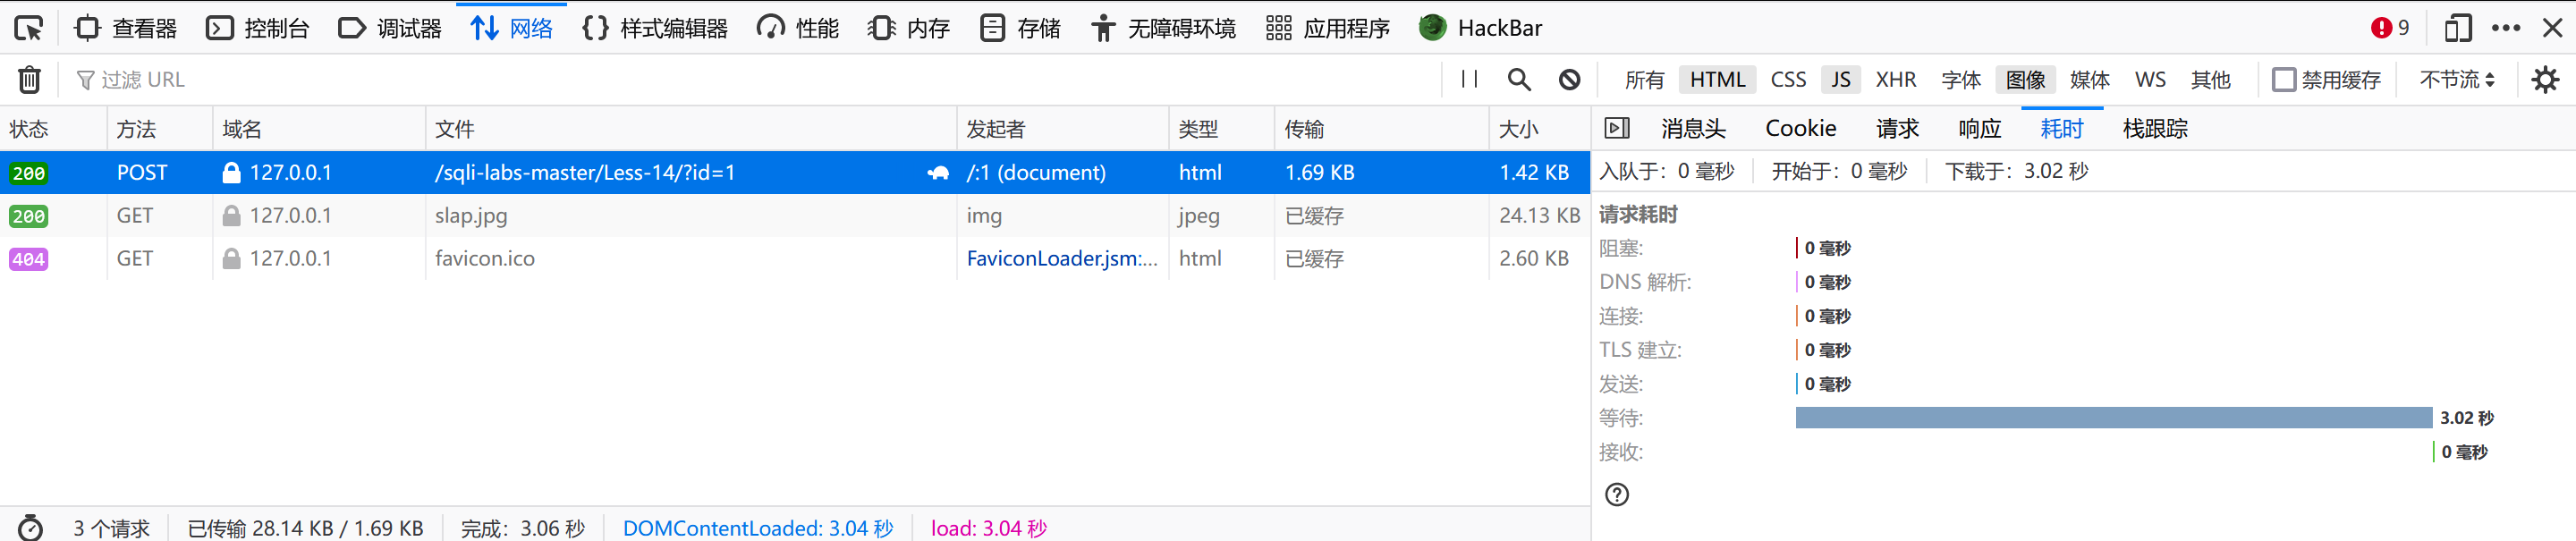 查看器 控制台 调试器 网络 样式编辑器 性能 内存 存储 无障碍环境 应用程序 HackBar 9
过滤 URL 所有 HTML CSS JS XHR 字体 图像 媒体 WS 其他 禁用缓存 不节流
状态 方法 域名 文件 发起者 类型 传输 大小
200 POST 127.0.0.1 /sqli-labs-master/Less-14/?id=1 /:1 (document) html 1.69 KB 1.42 KB
200 GET 127.0.0.1 slap.jpg img jpeg 已缓存 24.13 KB
404 GET 127.0.0.1 favicon.ico FaviconLoader.jsm:... html 已缓存 2.60 KB
3 个请求 已传输 28.14 KB / 1.69 KB 完成：3.06 秒 DOMContentLoaded: 3.04 秒 load: 3.04 秒
消息头 Cookie 请求 响应 耗时 栈跟踪
入队于：0 毫秒 开始于：0 毫秒 下载于：3.02 秒
请求耗时
阻塞: 0 毫秒
DNS 解析: 0 毫秒
连接: 0 毫秒
TLS 建立: 0 毫秒
发送: 0 毫秒
等待: 3.02 秒
接收: 0 毫秒